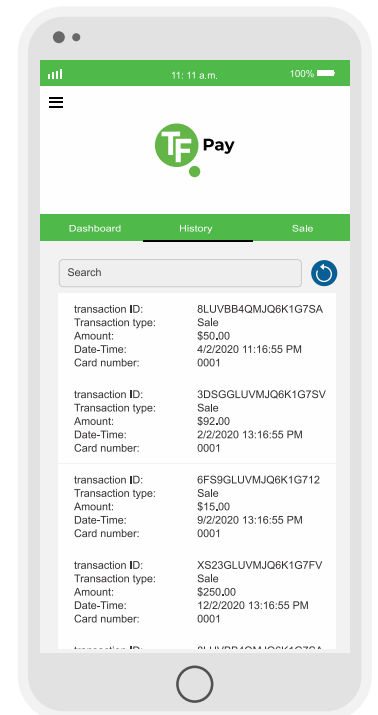 11: 11 a.m. 100%
TF Pay
Dashboard History Sale
Search
transaction ID: 8LUVBB4QMJQ6K1G7SA
Transaction type: Sale
Amount: $50.00
Date-Time: 4/2/2020 11:16:55 PM
Card number: 0001
transaction ID: 3DSGGLUVMJQ6K1G7SV
Transaction type: Sale
Amount: $92.00
Date-Time: 2/2/2020 13:16:55 PM
Card number: 0001
transaction ID: 6FS9GLUVMJQ6K1G712
Transaction type: Sale
Amount: $15.00
Date-Time: 9/2/2020 13:16:55 PM
Card number: 0001
transaction ID: XS23GLUVMJQ6K1G7FV
Transaction type: Sale
Amount: $250.00
Date-Time: 12/2/2020 13:16:55 PM
Card number: 0001